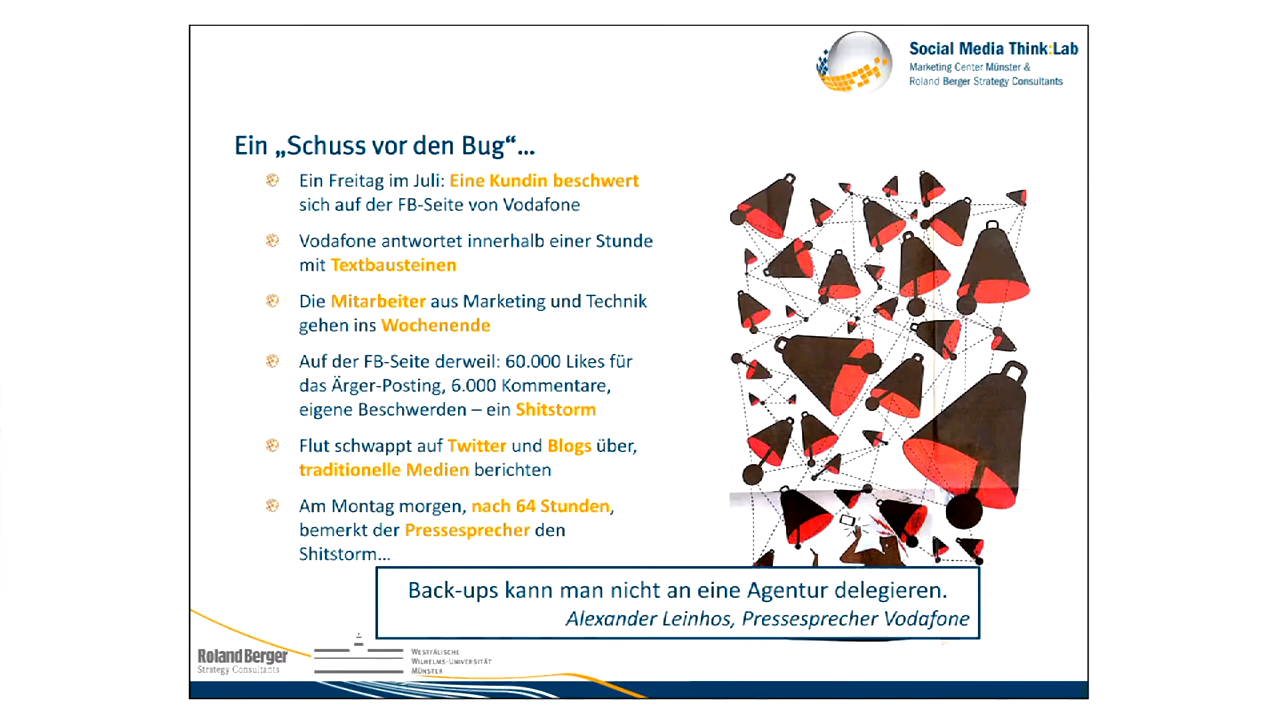 Social Media Think:Lab
Marketing Center Münster &
Roland Berger Strategy Consultants
Ein „Schuss vor den Bug“...
Ein Freitag im Juli: Eine Kundin beschwert
sich auf der FB-Seite von Vodafone
Vodafone antwortet innerhalb einer Stunde
mit Textbausteinen
Die Mitarbeiter aus Marketing und Technik
gehen ins Wochenende
Auf der FB-Seite derweil: 60.000 Likes für
das Ärger-Posting, 6.000 Kommentare,
eigene Beschwerden – ein Shitstorm
Flut schwappt auf Twitter und Blogs über,
traditionelle Medien berichten
Am Montag morgen, nach 64 Stunden,
bemerkt der Pressesprecher den
Shitstorm...
Back-ups kann man nicht an eine Agentur delegieren.
Alexander Leinhos, Pressesprecher Vodafone
Roland Berger
Strategy Consultants
Westfälische
Wilhelms-Universität
Münster